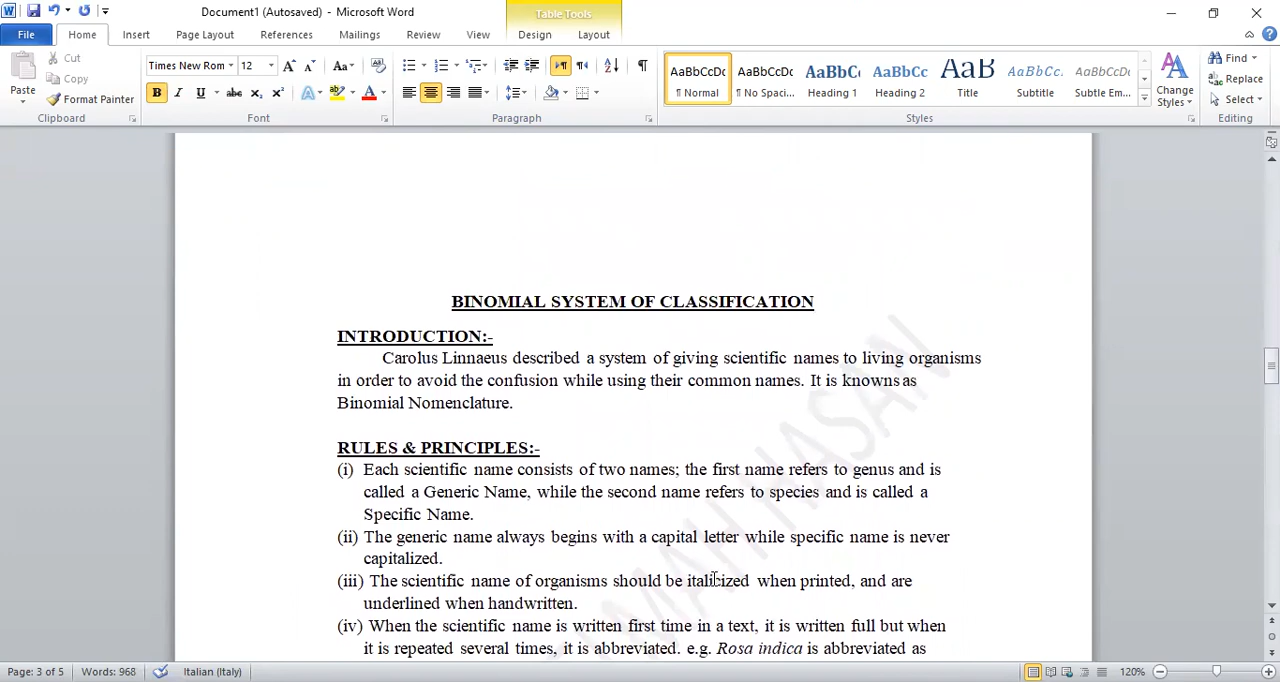 Document1 (Autosaved) - Microsoft Word
Table Tools
File Home Insert Page Layout References Mailings Review View Design Layout
Paste
Cut
Copy
Format Painter
Clipboard
Times New Rom 12
Font
Paragraph
AaBbCcDc AaBbCcDc AaBbC AaBbCc AaB AaBbCc. AaBbCcDc
¶ Normal ¶ No Spaci... Heading 1 Heading 2 Title Subtitle Subtle Em...
Styles
Change
Styles
Find
Replace
Select
Editing
BINOMIAL SYSTEM OF CLASSIFICATION
INTRODUCTION:-
Carolus Linnaeus described a system of giving scientific names to living organisms
in order to avoid the confusion while using their common names. It is knowns as
Binomial Nomenclature.
RULES & PRINCIPLES:-
(i) Each scientific name consists of two names; the first name refers to genus and is
called a Generic Name, while the second name refers to species and is called a
Specific Name.
(ii) The generic name always begins with a capital letter while specific name is never
capitalized.
(iii) The scientific name of organisms should be italicized when printed, and are
underlined when handwritten.
(iv) When the scientific name is written first time in a text, it is written full but when
it is repeated several times, it is abbreviated. e.g. Rosa indica is abbreviated as
HASAN
Page: 3 of 5 Words: 968 Italian (Italy) 120%